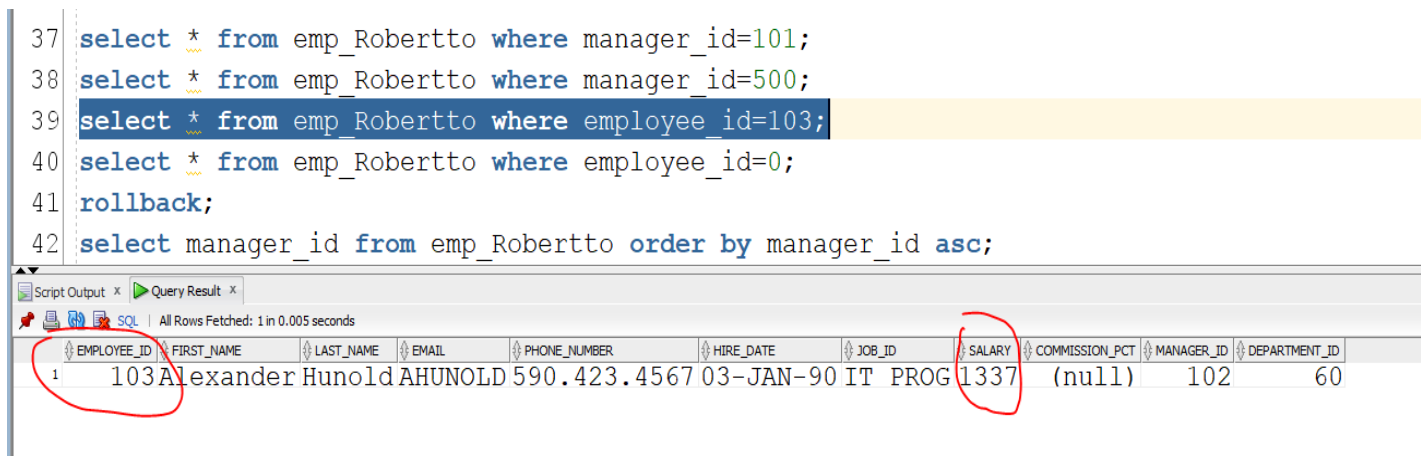 37 select * from emp_Robertto where manager_id=101;
38 select * from emp_Robertto where manager_id=500;
39 select * from emp_Robertto where employee_id=103;
40 select * from emp_Robertto where employee_id=0;
41 rollback;
42 select manager_id from emp_Robertto order by manager_id asc;
Script Output x Query Result x
SQL | All Rows Fetched: 1 in 0.005 seconds
EMPLOYEE_ID FIRST_NAME LAST_NAME EMAIL PHONE_NUMBER HIRE_DATE JOB_ID SALARY COMMISSION_PCT MANAGER_ID DEPARTMENT_ID
1 103 Alexander Hunold AHUNOLD 590.423.4567 03-JAN-90 IT PROG 1337 (null) 102 60